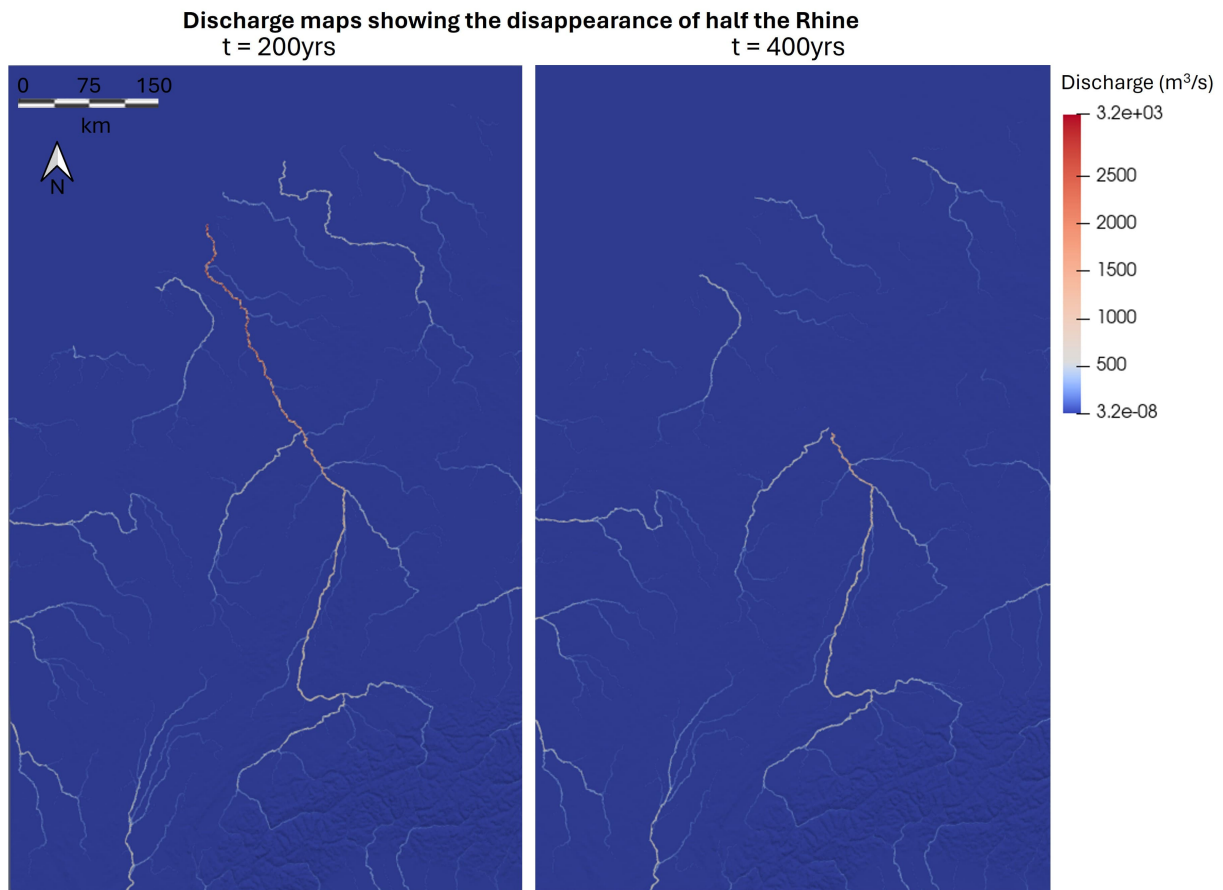 Discharge maps showing the disappearance of half the Rhine
t = 200yrs
t = 400yrs
0 75 150
km
N
Discharge (m³/s)
3.2e+03
2500
2000
1500
1000
500
3.2e-08